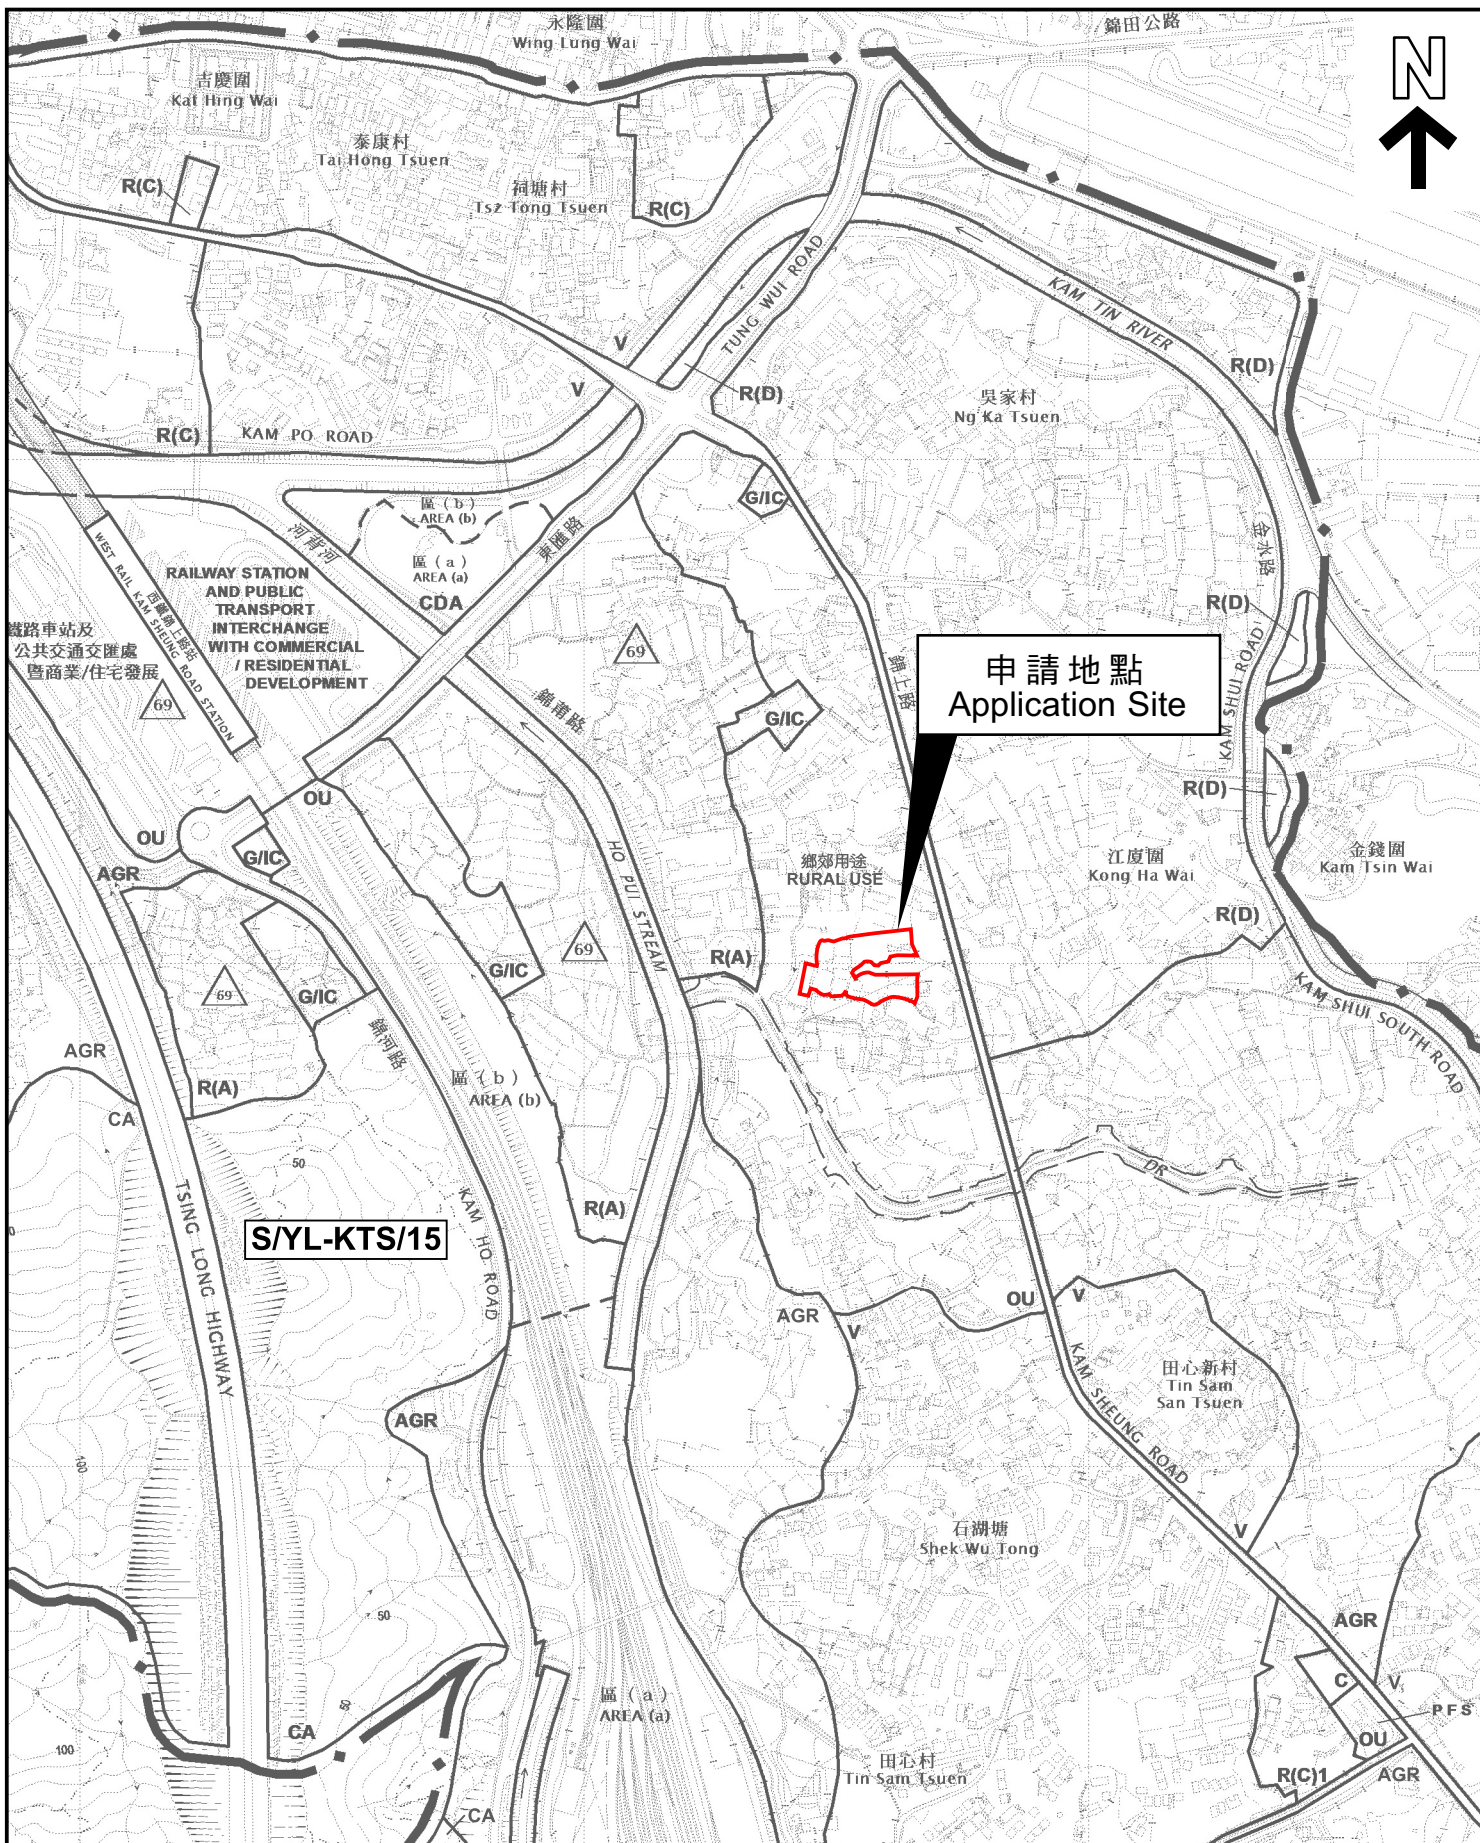 永隆圍
Wing Lung Wai
錦田公路
N
吉慶圍
Kat Hing Wai
泰康村
Tai Hong Tsuen
祠塘村
Tsz Tong Tsuen
R(C)
R(C)
TUNG WUI ROAD
KAM TIN RIVER
V
V
R(D)
R(D)
吳家村
Ng Ka Tsuen
R(C)
KAM PO ROAD
G/IC
區 ( b )
AREA (b)
河背河
東匯路
金水路
區 ( a )
AREA (a)
CDA
WEST RAIL KAM SHEUNG ROAD STATION
西鐵錦上路站
RAILWAY STATION
AND PUBLIC
TRANSPORT
INTERCHANGE
WITH COMMERCIAL
/ RESIDENTIAL
DEVELOPMENT
鐵路車站及
公共交通交匯處
暨商業/住宅發展
69
69
R(D)
錦上路
申請地點
Application Site
KAM SHUI ROAD
錦莆路
G/IC
OU
OU
G/IC
AGR
R(D)
HO PUI STREAM
鄉郊用途
RURAL USE
江廈圍
Kong Ha Wai
金錢圍
Kam Tsin Wai
R(D)
69
G/IC
R(A)
69
G/IC
KAM SHUI SOUTH ROAD
錦河路
AGR
R(A)
CA
區 ( b )
AREA (b)
50
DR
TSING LONG HIGHWAY
KAM HO ROAD
R(A)
S/YL-KTS/15
AGR
V
OU
V
KAM SHEUNG ROAD
田心新村
Tin Sam
San Tsuen
AGR
100
石湖塘
Shek Wu Tong
V
50
AGR
C
V
PFS
OU
R(C)1
AGR
區 ( a )
AREA (a)
50
CA
100
田心村
Tin Sam Tsuen
CA